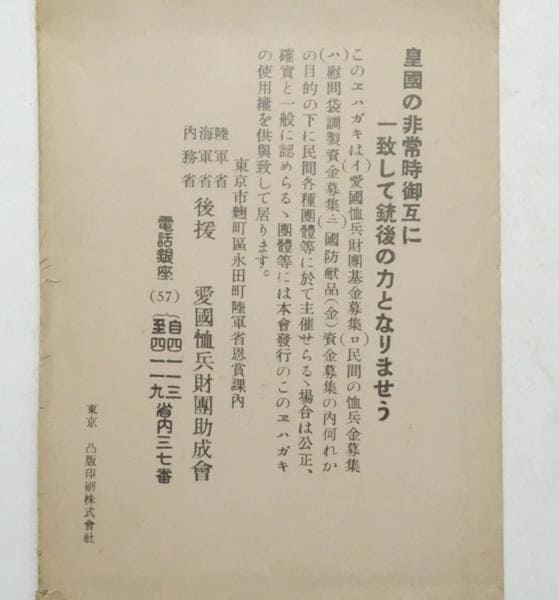 皇國の非常時御互に
一致して銃後の力となりませう
このヱハガキは(イ)愛國恤兵財團基金募集(ロ)民間の恤兵金募集
(ハ)慰問袋調製資金募集(ニ)國防献品(金)資金募集の内何れか
の目的の下に民間各種團體等に於て主催せらるゝ場合は公正、
確實と一般に認めらるゝ團體等には本會發行のこのヱハガキ
の使用權を供與致して居ります。
東京市麴町區永田町陸軍省恩賞課內
陸軍省
海軍省
內務省
後援 愛國恤兵財團助成會
電話銀座(57)
自四一一三
至四一一九
省内三七番
東京 凸版印刷株式會社